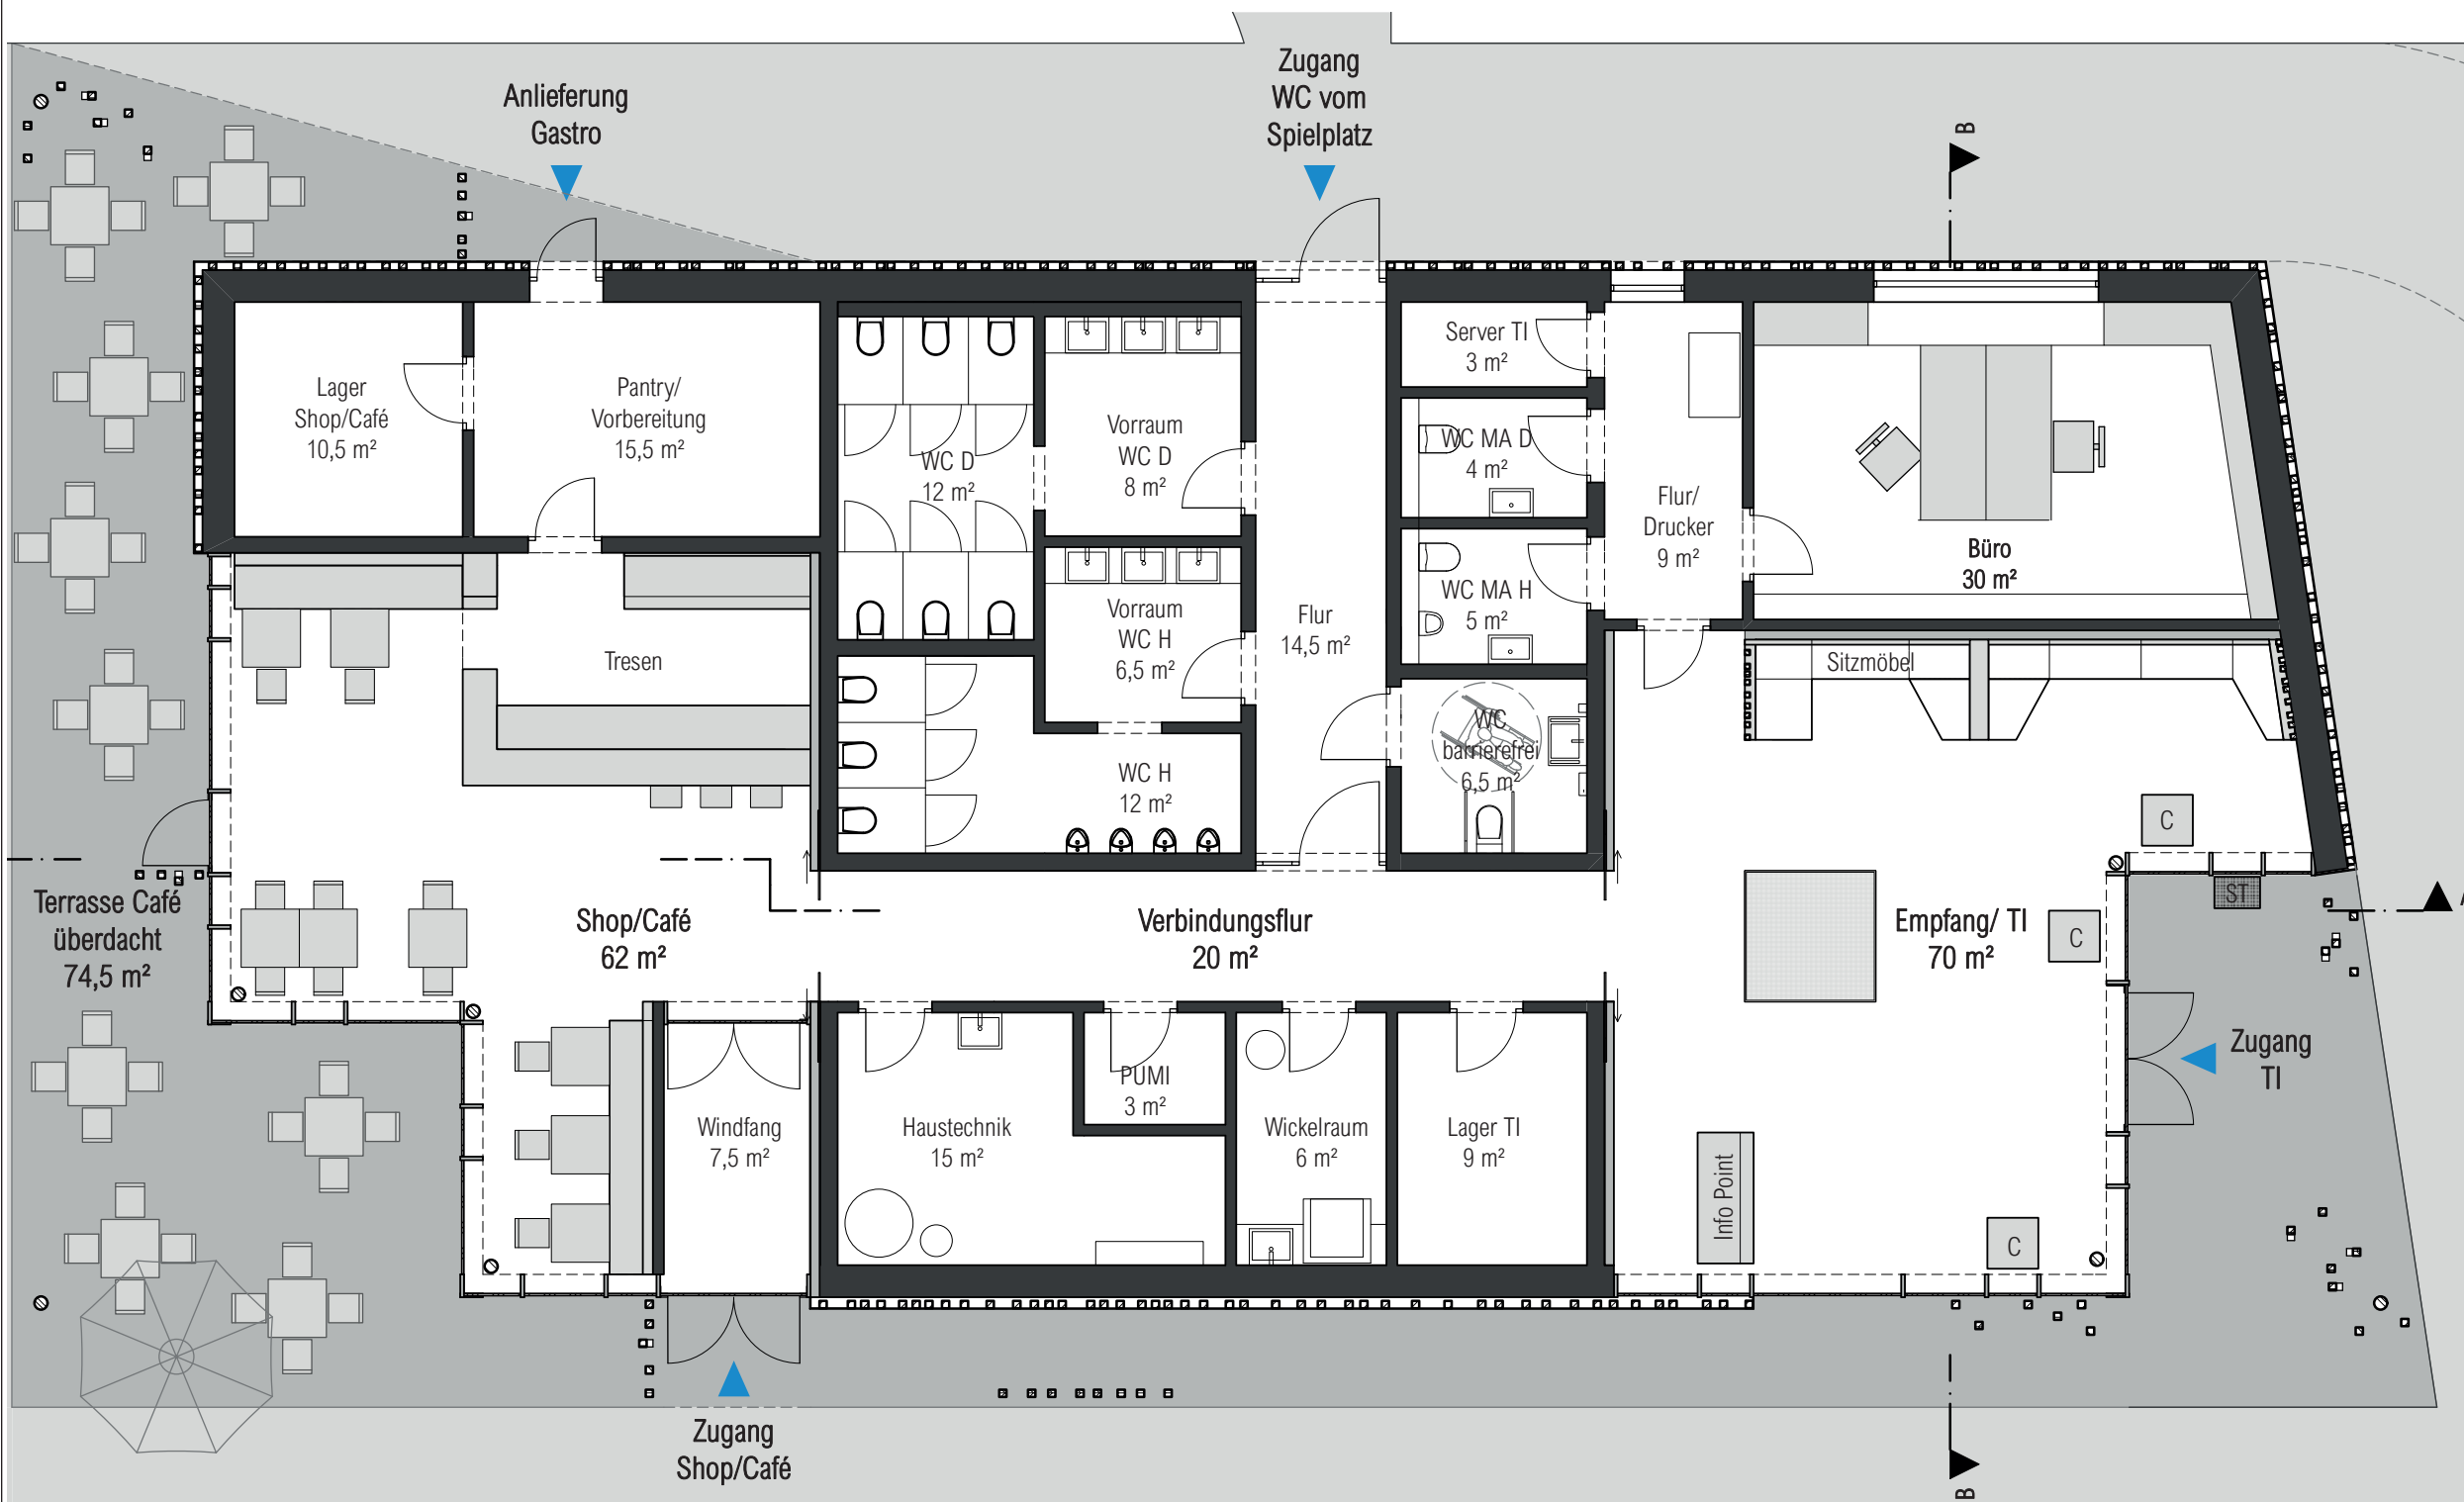 Zugang
WC vom
Spielplatz
Anlieferung
Gastro
B
Server TI
3 m²
Lager
Shop/Café
10,5 m²
Pantry/
Vorbereitung
15,5 m²
Vorraum
WC D
8 m²
WC D
12 m²
WC MA D
4 m²
Flur/
Drucker
9 m²
Büro
30 m²
WC MA H
5 m²
Vorraum
WC H
6,5 m²
Flur
14,5 m²
Tresen
Sitzmöbel
WC
barrierefrei
6,5 m²
WC H
12 m²
C
ST
Terrasse Café
überdacht
74,5 m²
Shop/Café
62 m²
Verbindungsflur
20 m²
Empfang/ TI
70 m²
C
Zugang
TI
PUMI
3 m²
Windfang
7,5 m²
Haustechnik
15 m²
Wickelraum
6 m²
Lager TI
9 m²
Info Point
C
Zugang
Shop/Café
B